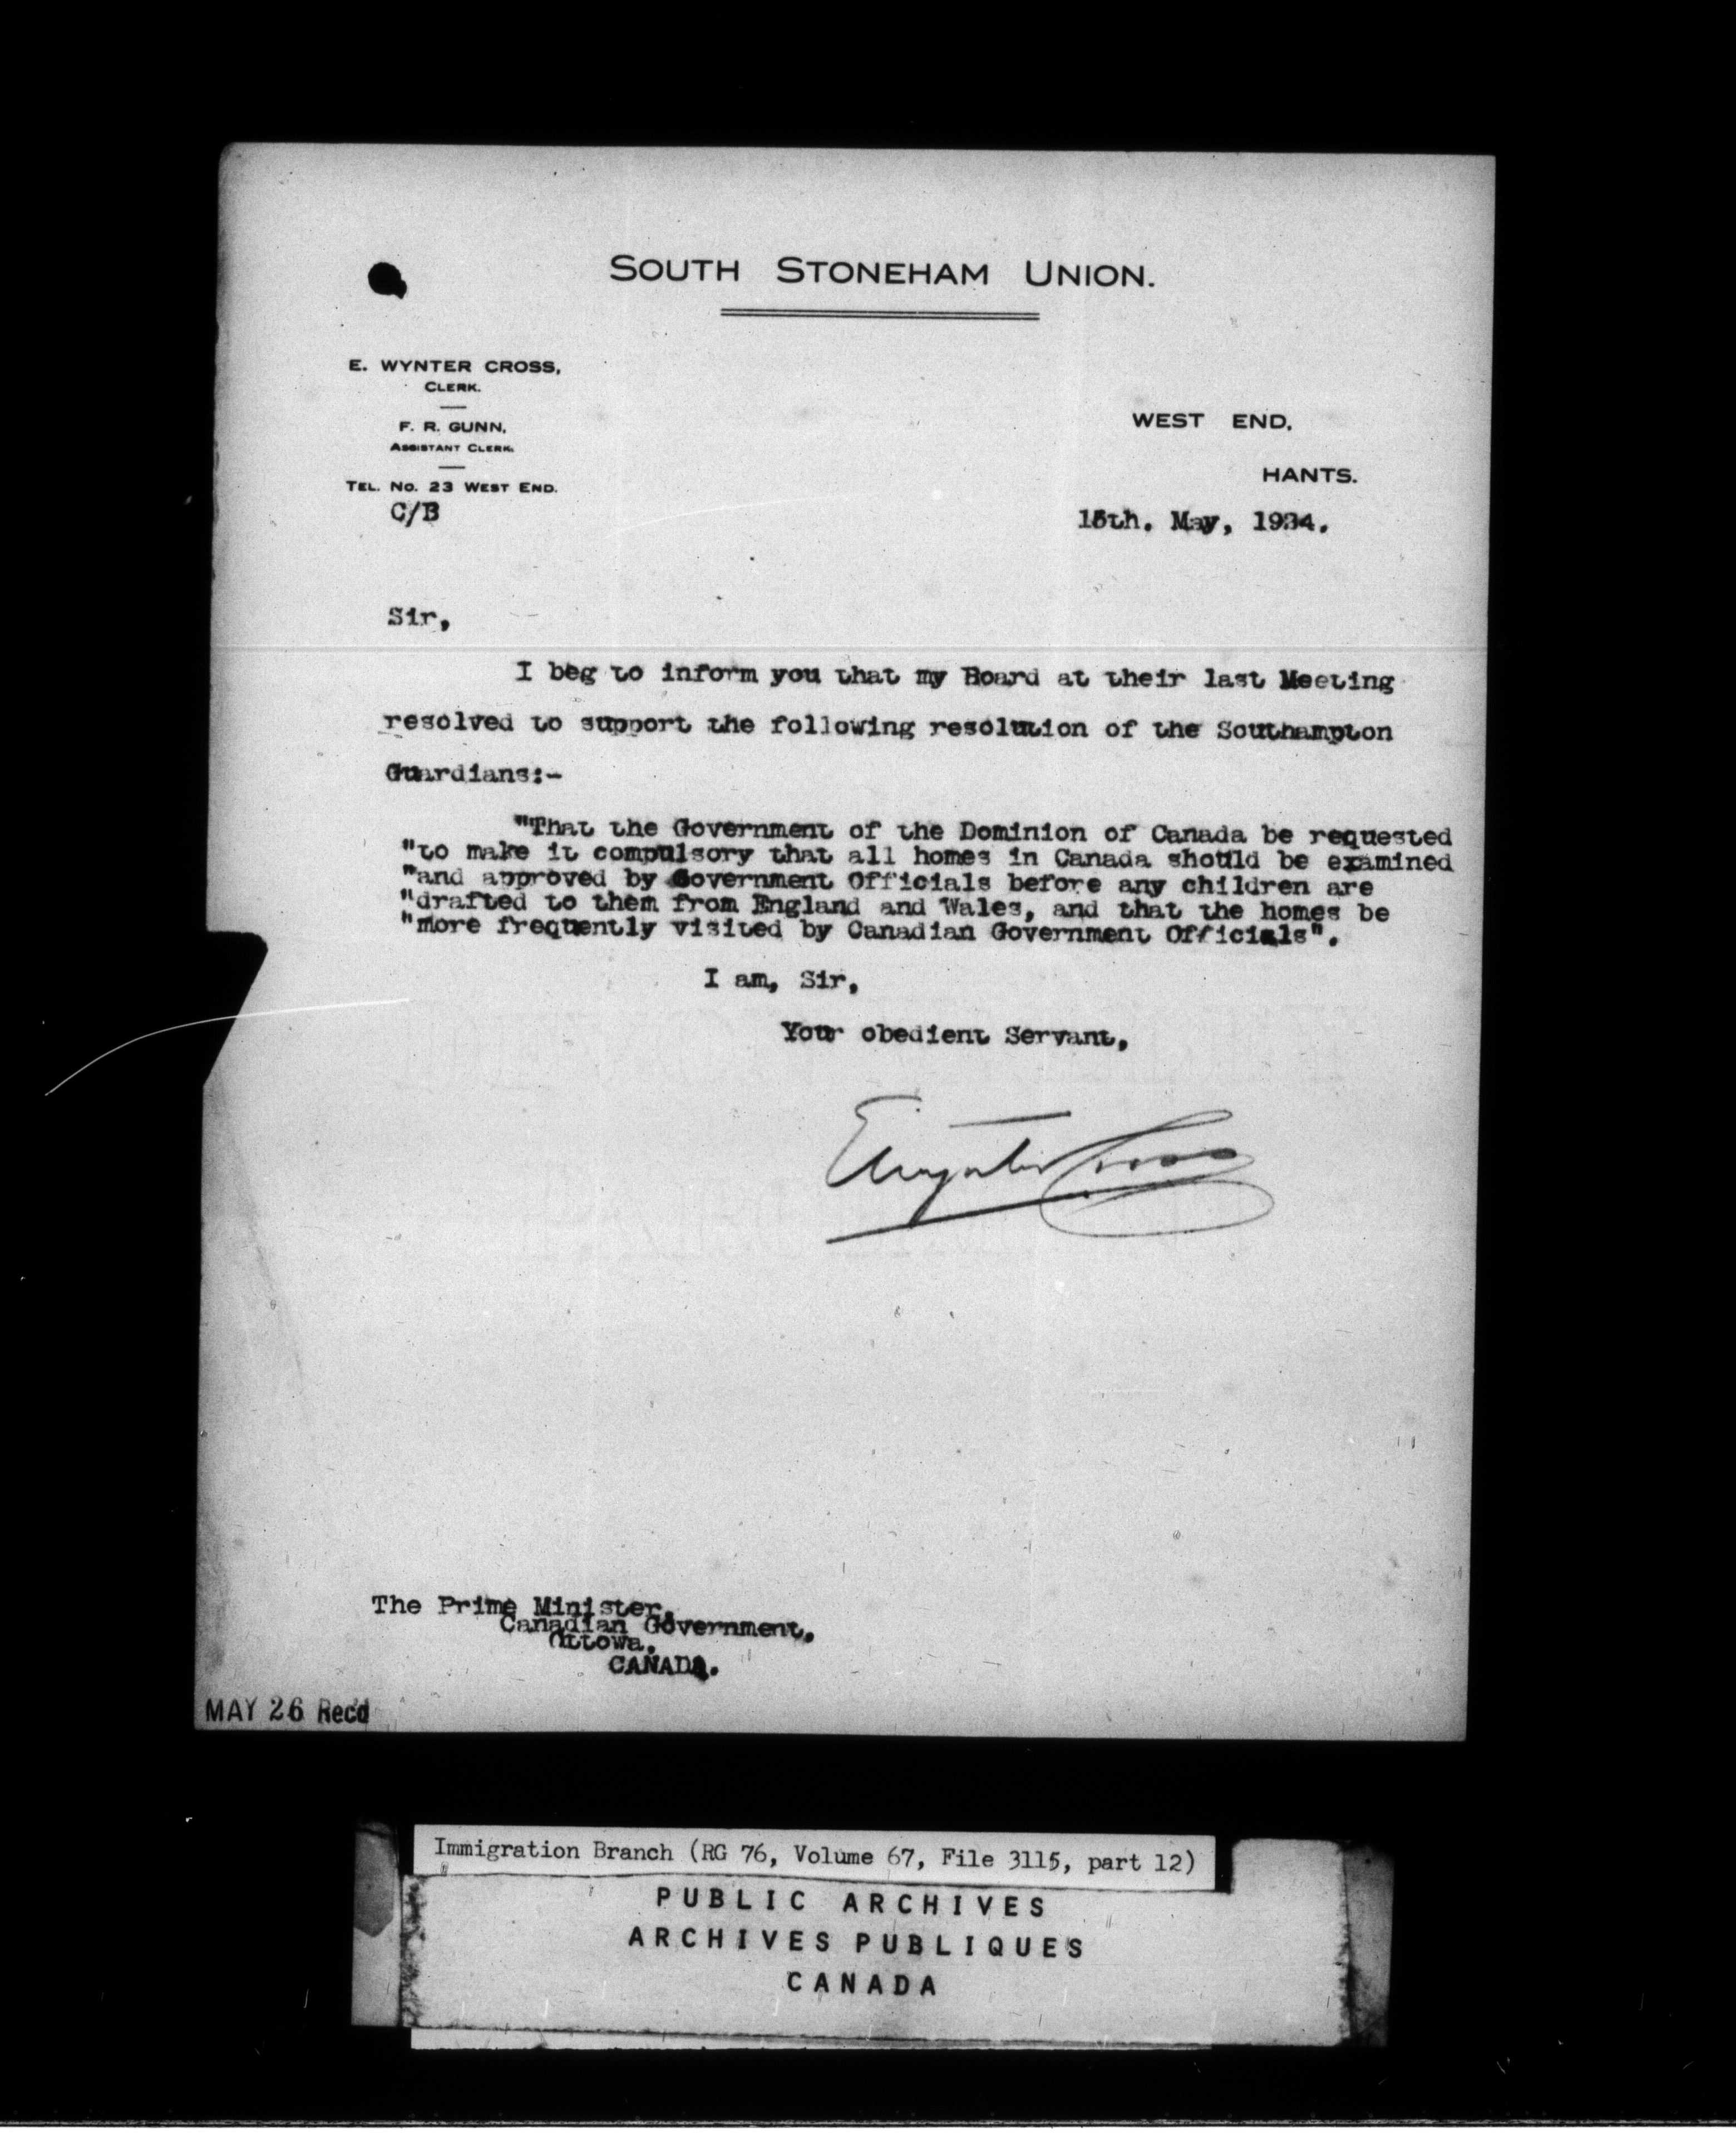 SOUTH STONEHAM UNION.
E. WYNTER CROSS,
CLERK.
F. R. GUNN,
ASSISTANT CLERK.
TEL. NO. 23 WEST END.
C/B
WEST END,
HANTS.
15th. May, 1924.
Sir,
I beg to inform you that my Board at their last Meeting
resolved to support the following resolution of the Southampton
Guardians:-
"That the Government of the Dominion of Canada be requested
"to make it compulsory that all homes in Canada should be examined
"and approved by Government Officials before any children are
"drafted to them from England and Wales, and that the homes be
"more frequently visited by Canadian Government Officials".
I am, Sir,
Your obedient Servant,
E Wynter Cross
The Prime Minister,
Canadian Government,
Ottowa.
CANADA.
MAY 26 Rec'd
Immigration Branch (RG 76, Volume 67, File 3115, part 12)
PUBLIC ARCHIVES
ARCHIVES PUBLIQUES
CANADA